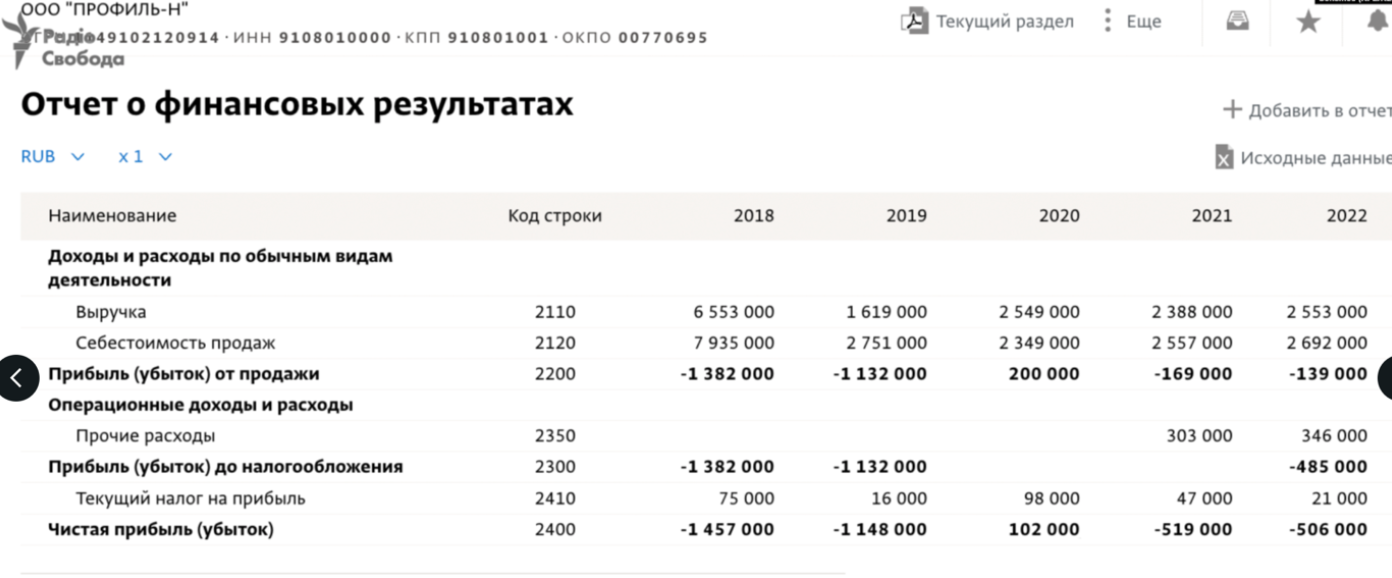 ООО "ПРОФИЛЬ-Н"
Текущий раздел Еще
Радіо Свобода
49102120914 · ИНН 9108010000 · КПП 910801001 · ОКПО 00770695
Отчет о финансовых результатах
+ Добавить в отчет
RUB x 1
Исходные данные
Наименование Код строки 2018 2019 2020 2021 2022
Доходы и расходы по обычным видам
деятельности
Выручка 2110 6 553 000 1 619 000 2 549 000 2 388 000 2 553 000
Себестоимость продаж 2120 7 935 000 2 751 000 2 349 000 2 557 000 2 692 000
Прибыль (убыток) от продажи 2200 -1 382 000 -1 132 000 200 000 -169 000 -139 000
Операционные доходы и расходы
Прочие расходы 2350 303 000 346 000
Прибыль (убыток) до налогообложения 2300 -1 382 000 -1 132 000 -485 000
Текущий налог на прибыль 2410 75 000 16 000 98 000 47 000 21 000
Чистая прибыль (убыток) 2400 -1 457 000 -1 148 000 102 000 -519 000 -506 000